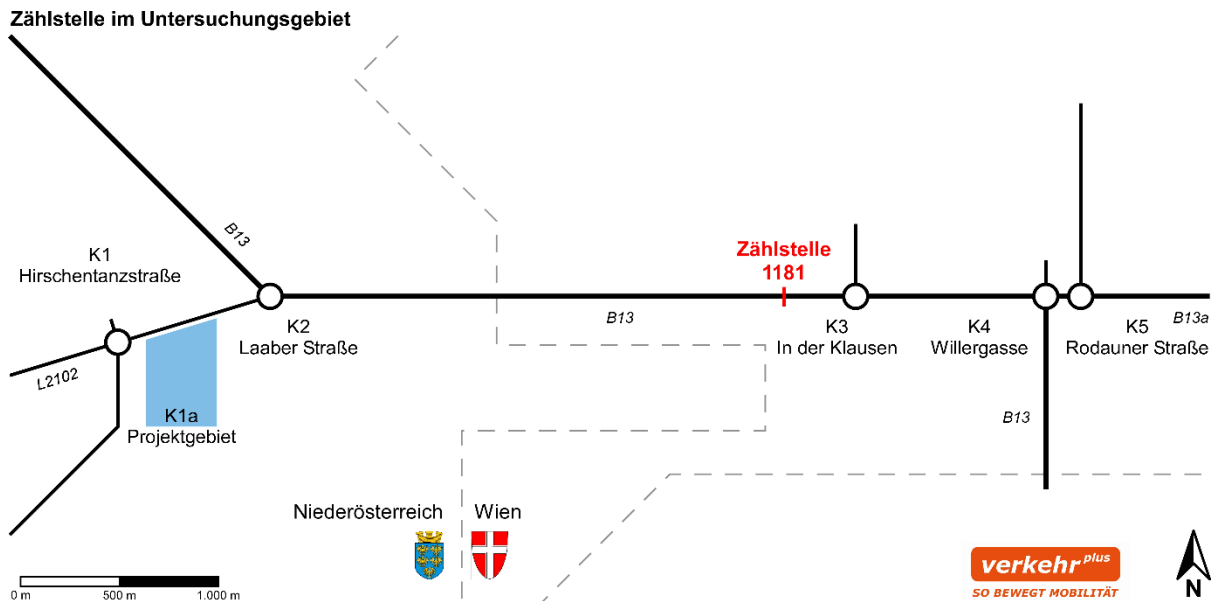 Zählstelle im Untersuchungsgebiet
B13
K1
Hirschentanzstraße
Zählstelle
1181
K2
Laaber Straße
B13
K3
In der Klausen
K4
Willergasse
K5
Rodauner Straße
B13a
L2102
K1a
Projektgebiet
B13
Niederösterreich
Wien
0 m
500 m
1.000 m
verkehr plus
SO BEWEGT MOBILITÄT
N